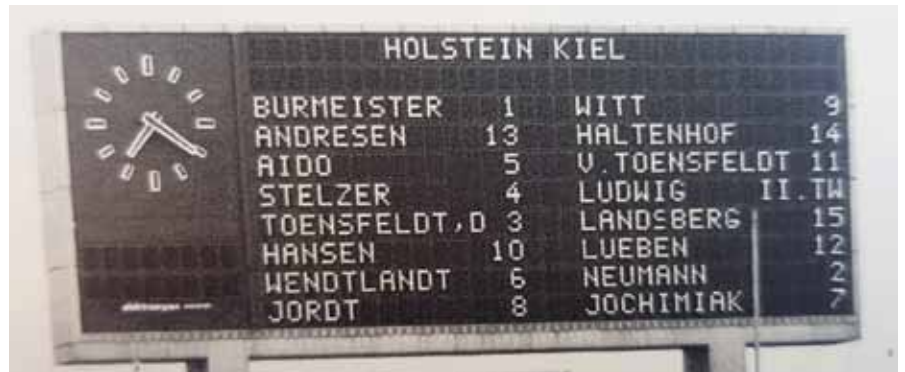 HOLSTEIN KIEL
BURMEISTER 1 WITT 9
ANDRESEN 13 HALTENHOF 14
AIDO 5 V.TOENSFELDT 11
STELZER 4 LUDWIG II.TW
TOENSFELDT,D 3 LANDSBERG 15
HANSEN 10 LUEBEN 12
WENDTLANDT 6 NEUMANN 2
JORDT 8 JOCHIMIAK 7